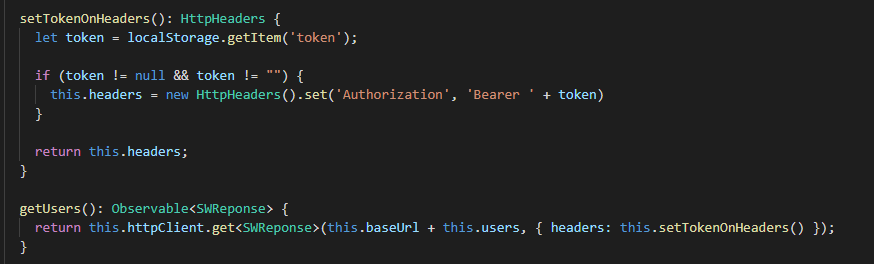 setTokenOnHeaders(): HttpHeaders {
let token = localStorage.getItem('token');
if (token != null && token != "") {
this.headers = new HttpHeaders().set('Authorization', 'Bearer ' + token)
}
return this.headers;
}
getUsers(): Observable<SWReponse> {
return this.httpClient.get<SWReponse>(this.baseUrl + this.users, { headers: this.setTokenOnHeaders() });
}